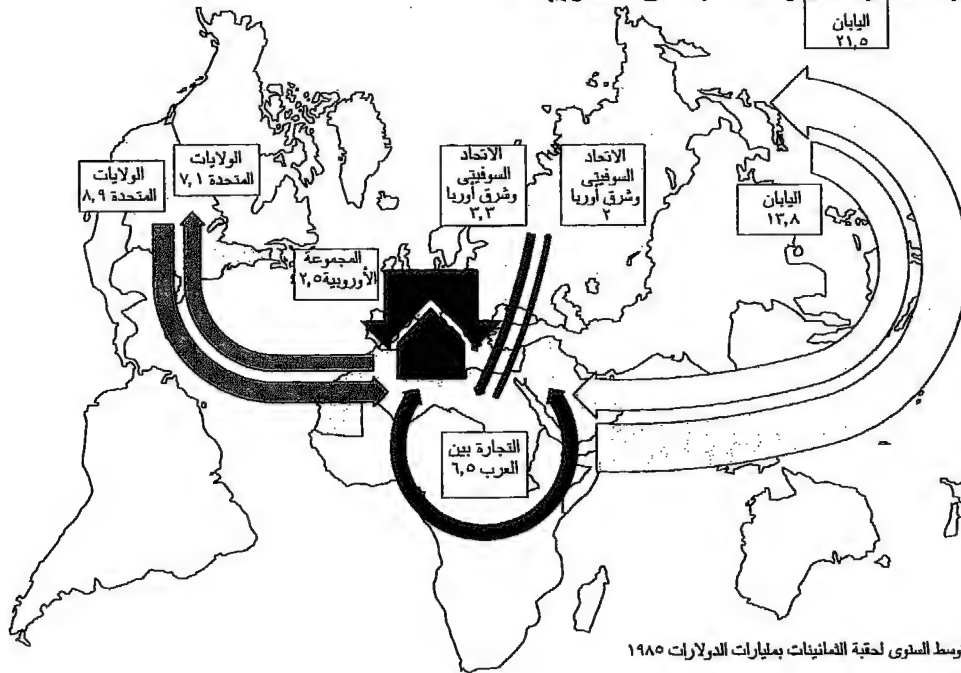 اليابان
٢١,٥
الولايات
المتحدة ٧,١
الولايات
المتحدة ٨,٩
الاتحاد
السوفيتى
وشرق أوربا
٣,٣
الاتحاد
السوفيتى
وشرق أوربا
٢
اليابان
١٣,٨
المجموعة
الأوروبية ٢,٥
التجارة بين
العرب ٦,٥
السنوى لحقبة الثمانينات بمليارات الدولارات ١٩٨٥